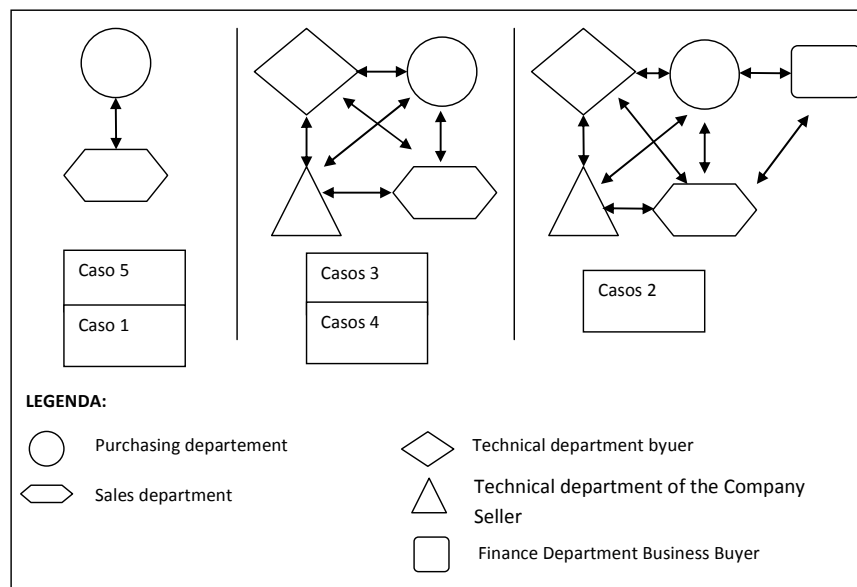 Caso 5
Caso 1
Casos 3
Casos 4
Casos 2
LEGENDA:
Purchasing departement
Sales department
Technical department byuer
Technical department of the Company
Seller
Finance Department Business Buyer